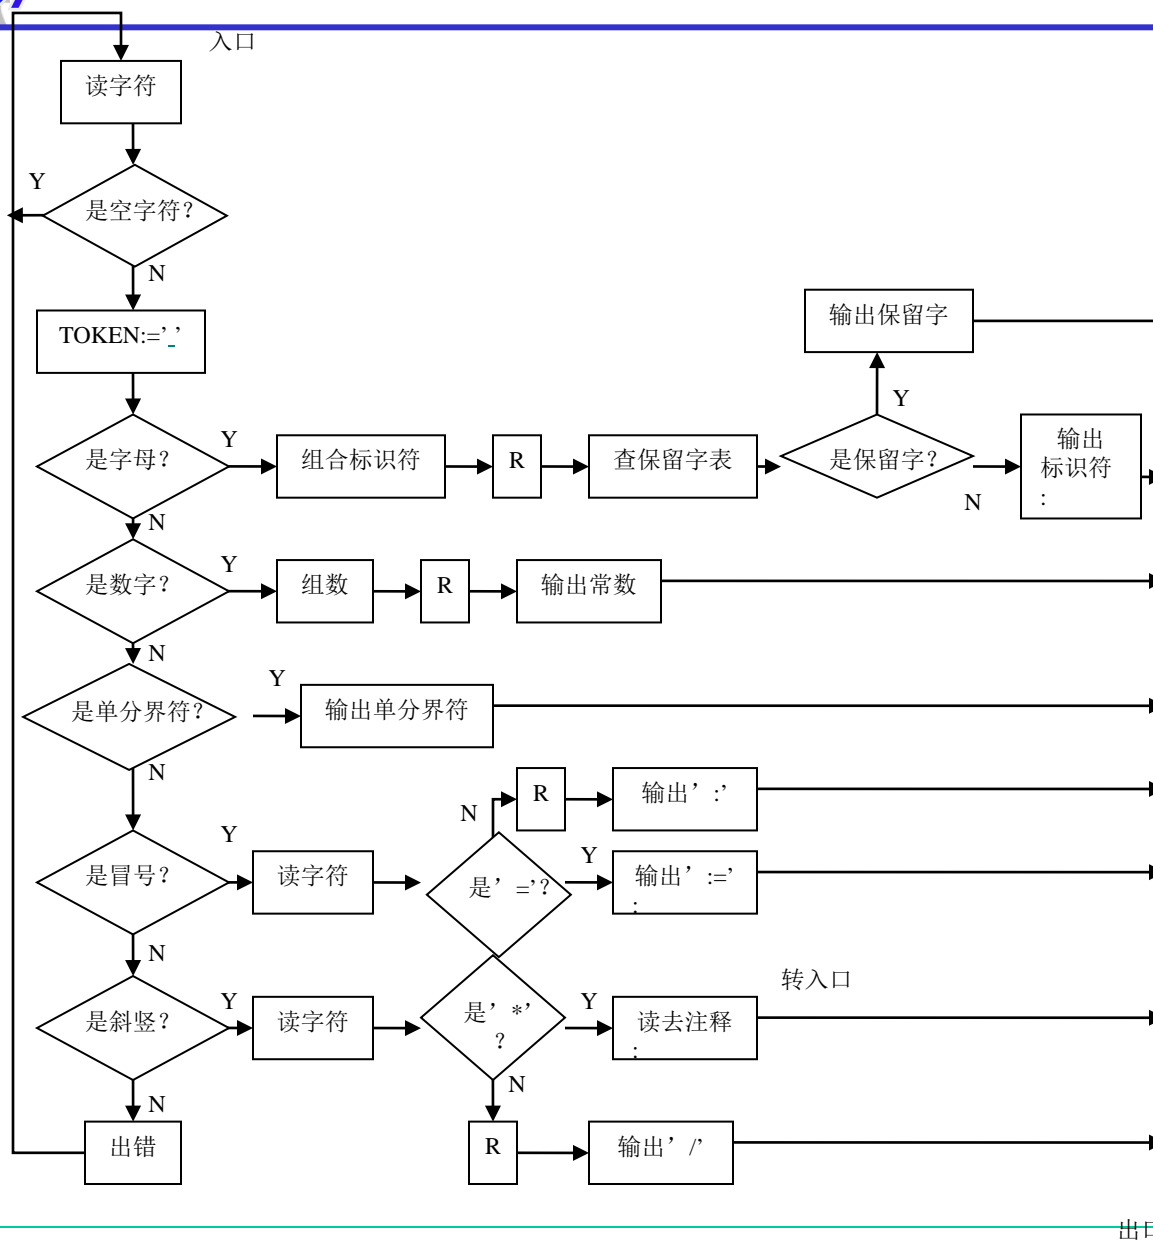 入口
读字符
Y
是空字符?
N
TOKEN:=’ ’
输出保留字
Y
是字母?
Y
组合标识符
R
查保留字表
是保留字?
N
输出
标识符
:
N
是数字?
Y
组数
R
输出常数
N
是单分界符?
Y
输出单分界符
N
N
R
输出’:’
是冒号?
Y
读字符
是’=’?
Y
输出’:=’
:
N
转入口
是斜竖?
Y
读字符
是’*’
?
Y
读去注释
:
N
N
出错
R
输出’/’
出口